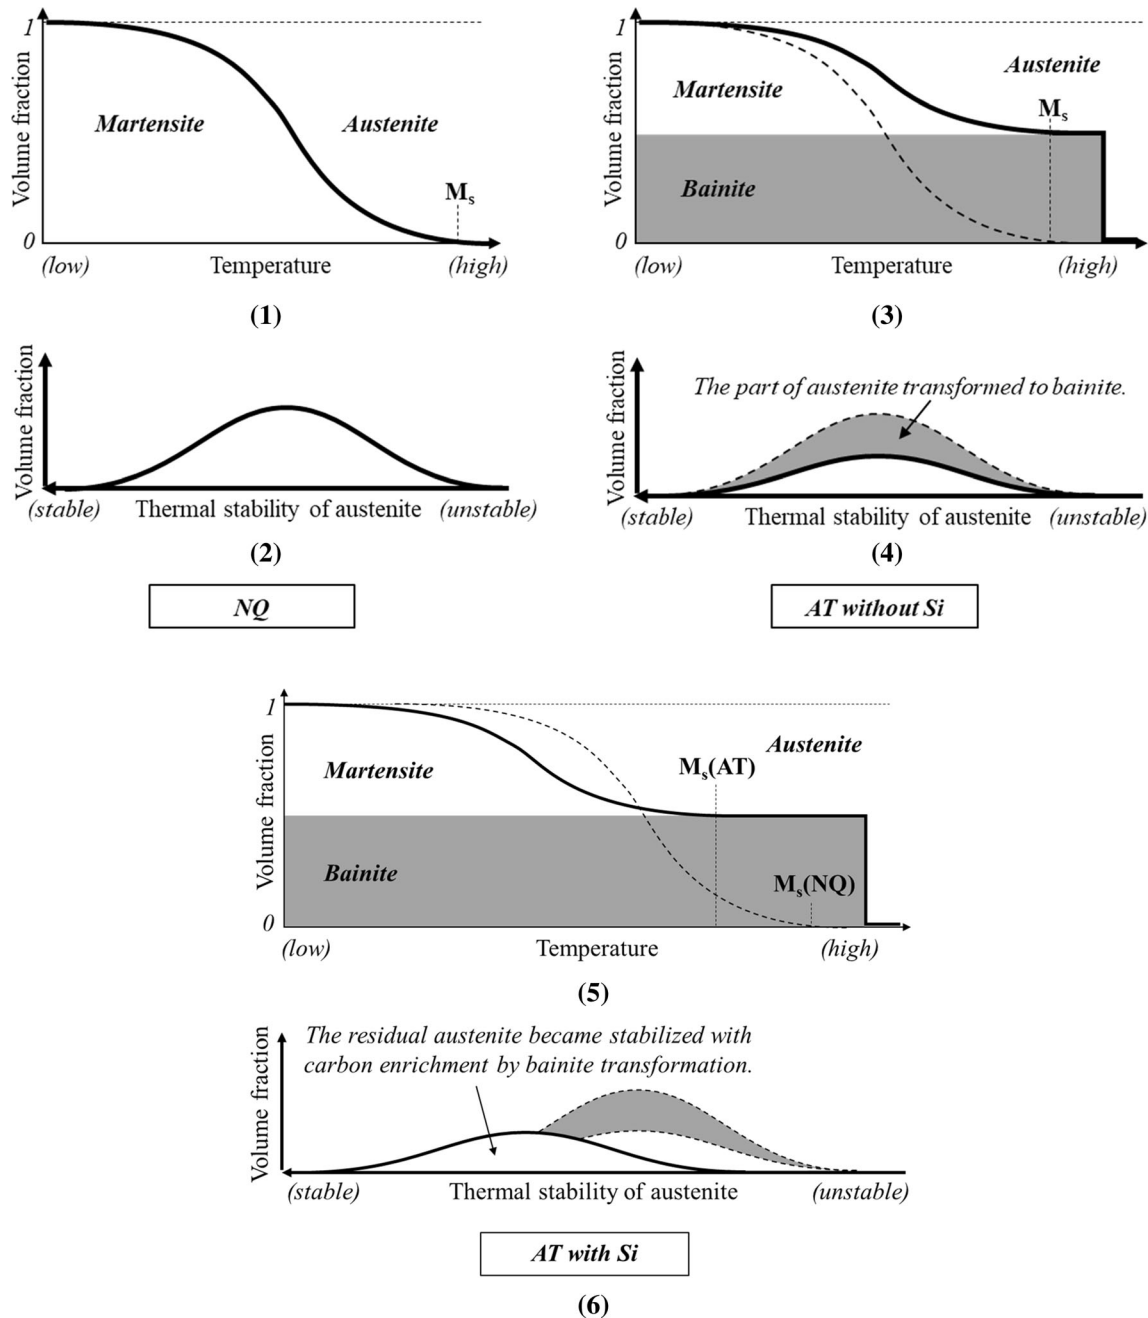 1
Volume fraction
Martensite
Austenite
Ms
0
(low)
Temperature
(high)
(1)
Volume fraction
(stable)
Thermal stability of austenite
(unstable)
(2)
NQ
1
Volume fraction
Austenite
Martensite
Ms
Bainite
0
(low)
Temperature
(high)
(3)
Volume fraction
The part of austenite transformed to bainite.
(stable)
Thermal stability of austenite
(unstable)
(4)
AT without Si
1
Volume fraction
Austenite
Martensite
Ms(AT)
Bainite
Ms(NQ)
0
(low)
Temperature
(high)
(5)
Volume fraction
The residual austenite became stabilized with
carbon enrichment by bainite transformation.
(stable)
Thermal stability of austenite
(unstable)
AT with Si
(6)